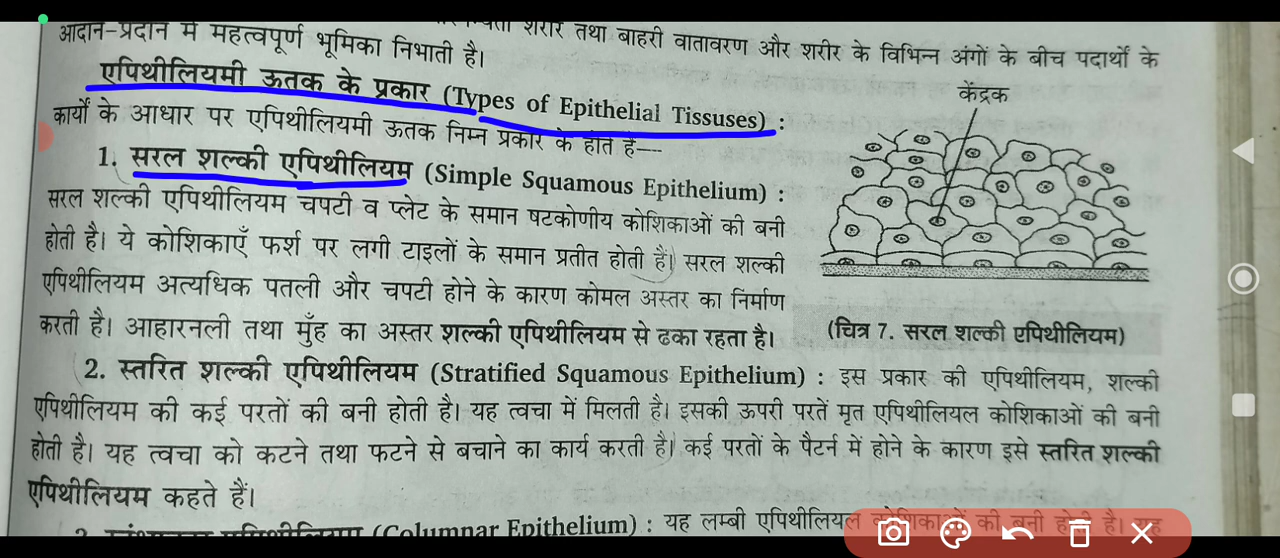 शरीर तथा बाहरी वातावरण और शरीर के विभिन्न अंगों के बीच पदार्थों के
आदान-प्रदान में महत्वपूर्ण भूमिका निभाती है।
एपिथीलियमी ऊतक के प्रकार (Types of Epithelial Tissuses) :
कार्यों के आधार पर एपिथीलियमी ऊतक निम्न प्रकार के होते हैं—
1. सरल शल्की एपिथीलियम (Simple Squamous Epithelium) :
सरल शल्की एपिथीलियम चपटी व प्लेट के समान षटकोणीय कोशिकाओं की बनी
होती है। ये कोशिकाएँ फर्श पर लगी टाइलों के समान प्रतीत होती हैं। सरल शल्की
एपिथीलियम अत्यधिक पतली और चपटी होने के कारण कोमल अस्तर का निर्माण
करती है। आहारनली तथा मुँह का अस्तर शल्की एपिथीलियम से ढका रहता है।
केंद्रक
(चित्र 7. सरल शल्की एपिथीलियम)
2. स्तरित शल्की एपिथीलियम (Stratified Squamous Epithelium) : इस प्रकार की एपिथीलियम, शल्की
एपिथीलियम की कई परतों की बनी होती है। यह त्वचा में मिलती है। इसकी ऊपरी परतें मृत एपिथीलियल कोशिकाओं की बनी
होती है। यह त्वचा को कटने तथा फटने से बचाने का कार्य करती है। कई परतों के पैटर्न में होने के कारण इसे स्तरित शल्की
एपिथीलियम कहते हैं।
एपिथीलियम (Columnar Epithelium) : यह लम्बी एपिथीलियल कोशिकाओं की बनी होती है। यह